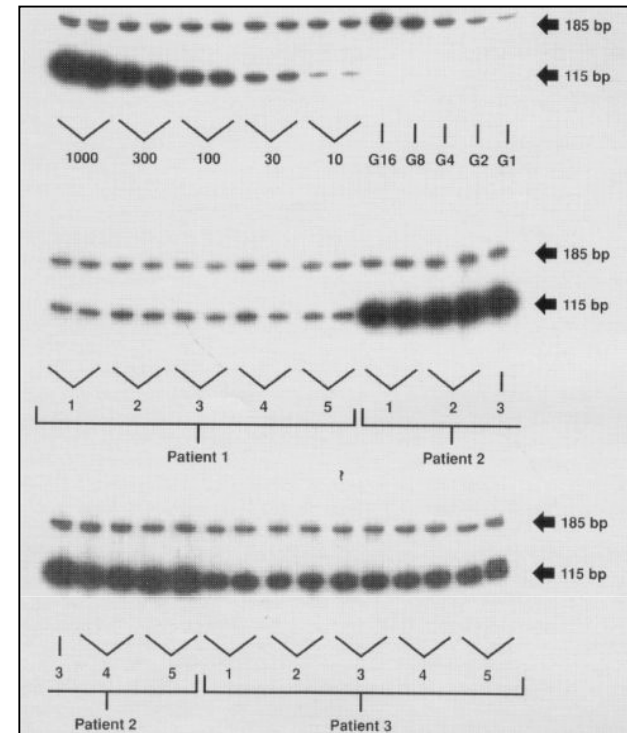 185 bp
115 bp
1000 300 100 30 10 G16 G8 G4 G2 G1
185 bp
115 bp
1 2 3 4 5 1 2 3
Patient 1 Patient 2
185 bp
115 bp
3 4 5 1 2 3 4 5
Patient 2 Patient 3